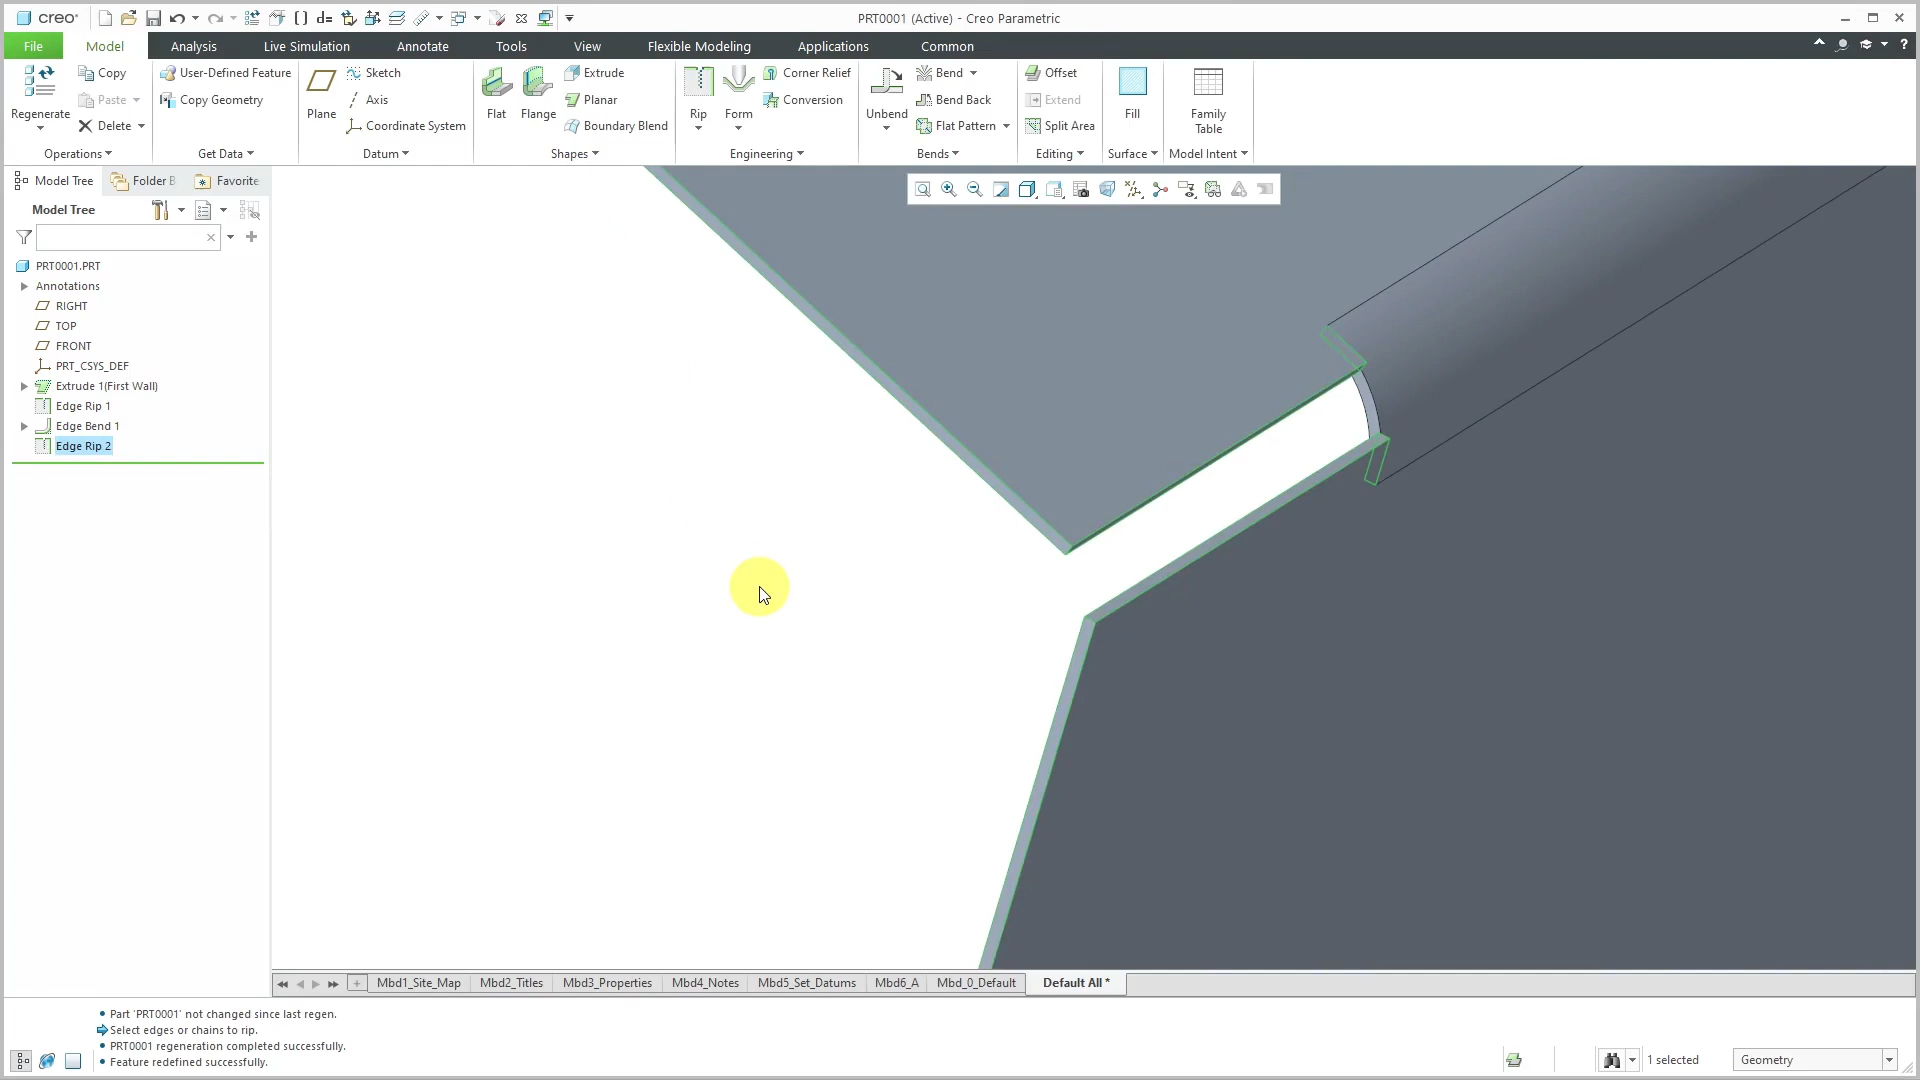 creo
PRT0001 (Active) - Creo Parametric
File
Model
Analysis
Live Simulation
Annotate
Tools
View
Flexible Modeling
Applications
Common
Regenerate
Copy
Paste
Delete
Operations
User-Defined Feature
Copy Geometry
Get Data
Plane
Sketch
Axis
Coordinate System
Datum
Flat
Flange
Extrude
Planar
Boundary Blend
Shapes
Rip
Form
Corner Relief
Conversion
Engineering
Unbend
Bend
Bend Back
Flat Pattern
Bends
Offset
Extend
Split Area
Editing
Fill
Surface
Family
Table
Model Intent
Model Tree
Folder B
Favorite
Model Tree
PRT0001.PRT
Annotations
RIGHT
TOP
FRONT
PRT_CSYS_DEF
Extrude 1(First Wall)
Edge Rip 1
Edge Bend 1
Edge Rip 2
Mbd1_Site_Map
Mbd2_Titles
Mbd3_Properties
Mbd4_Notes
Mbd5_Set_Datums
Mbd6_A
Mbd_0_Default
Default All *
• Part 'PRT0001' not changed since last regen.
Select edges or chains to rip.
• PRT0001 regeneration completed successfully.
• Feature redefined successfully.
1 selected
Geometry